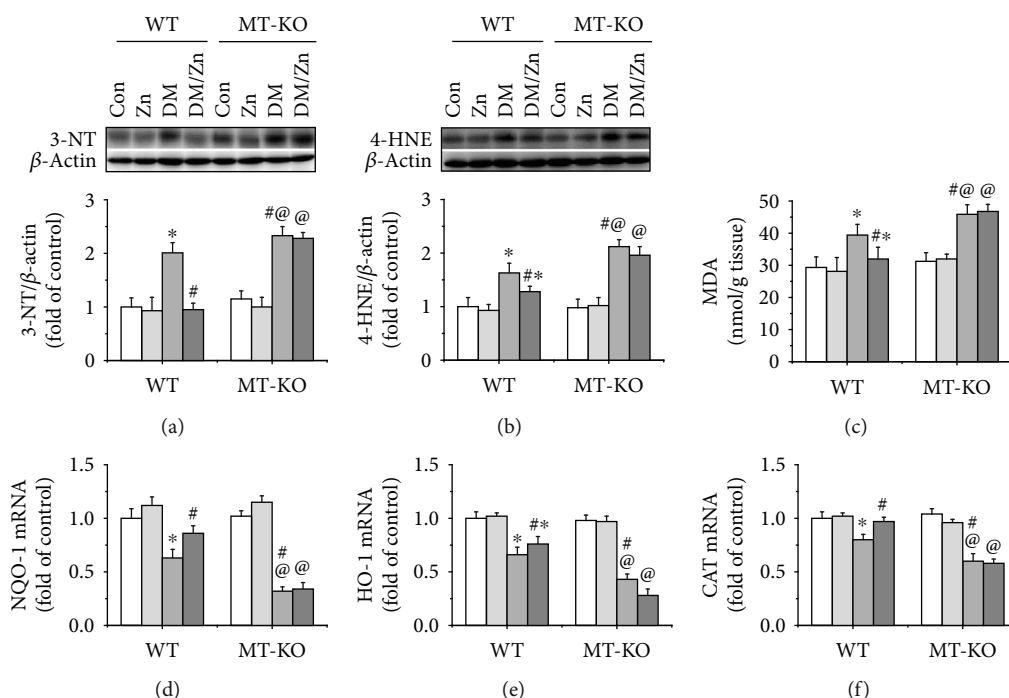 WT MT-KO
Con Zn DM DM/Zn Con Zn DM DM/Zn
3-NT
β-Actin
3-NT/β-actin
(fold of control)
3
2
1
0
* # #@ @
WT MT-KO
(a)
WT MT-KO
Con Zn DM DM/Zn Con Zn DM DM/Zn
4-HNE
β-Actin
4-HNE/β-actin
(fold of control)
3
2
1
0
* #* #@ @
WT MT-KO
(b)
MDA
(nmol/g tissue)
50
40
30
20
10
0
* #* #@ @
WT MT-KO
(c)
NQO-1 mRNA
(fold of control)
1.5
1.0
0.5
0.0
* # #
@ @
WT MT-KO
(d)
HO-1 mRNA
(fold of control)
1.5
1.0
0.5
0.0
* #* #
@ @
WT MT-KO
(e)
CAT mRNA
(fold of control)
1.5
1.0
0.5
0.0
* # #
@ @
WT MT-KO
(f)